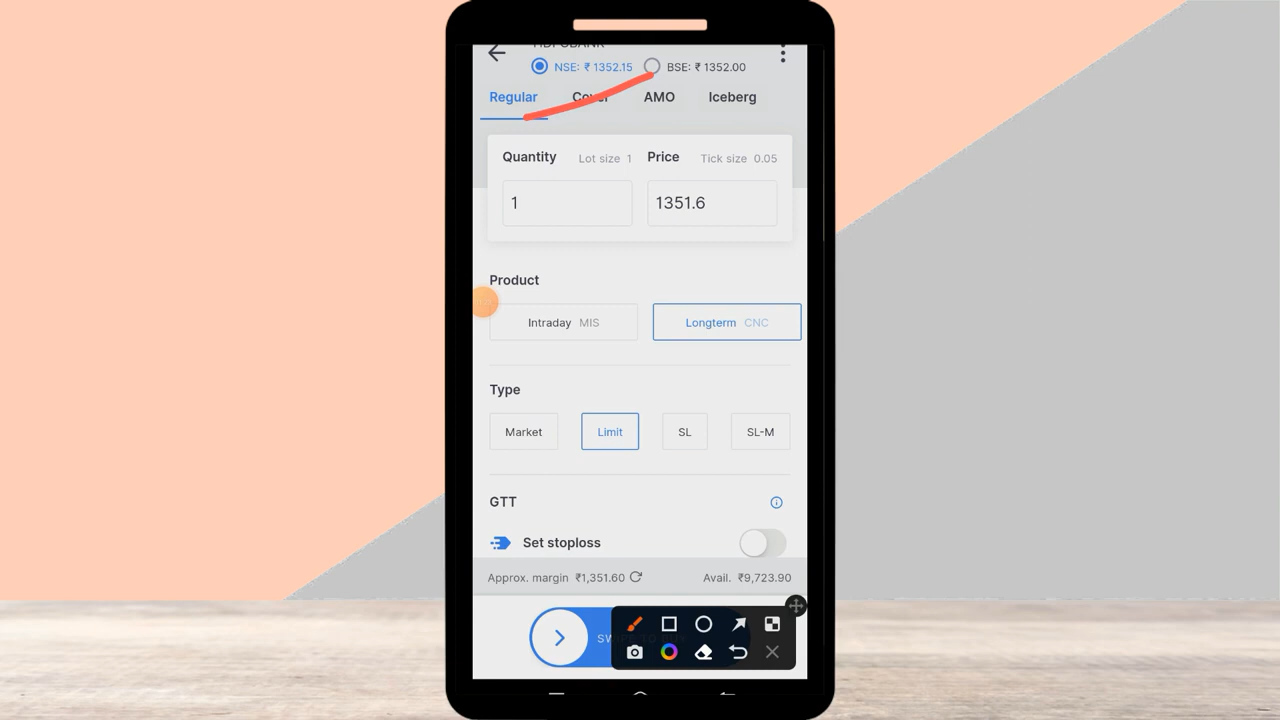 HDFCBANK
NSE: ₹ 1352.15 BSE: ₹ 1352.00
Regular Cover AMO Iceberg
Quantity Lot size 1 Price Tick size 0.05
1 1351.6
Product
Intraday MIS Longterm CNC
Type
Market Limit SL SL-M
GTT
Set stoploss
Approx. margin ₹1,351.60 Avail. ₹9,723.90